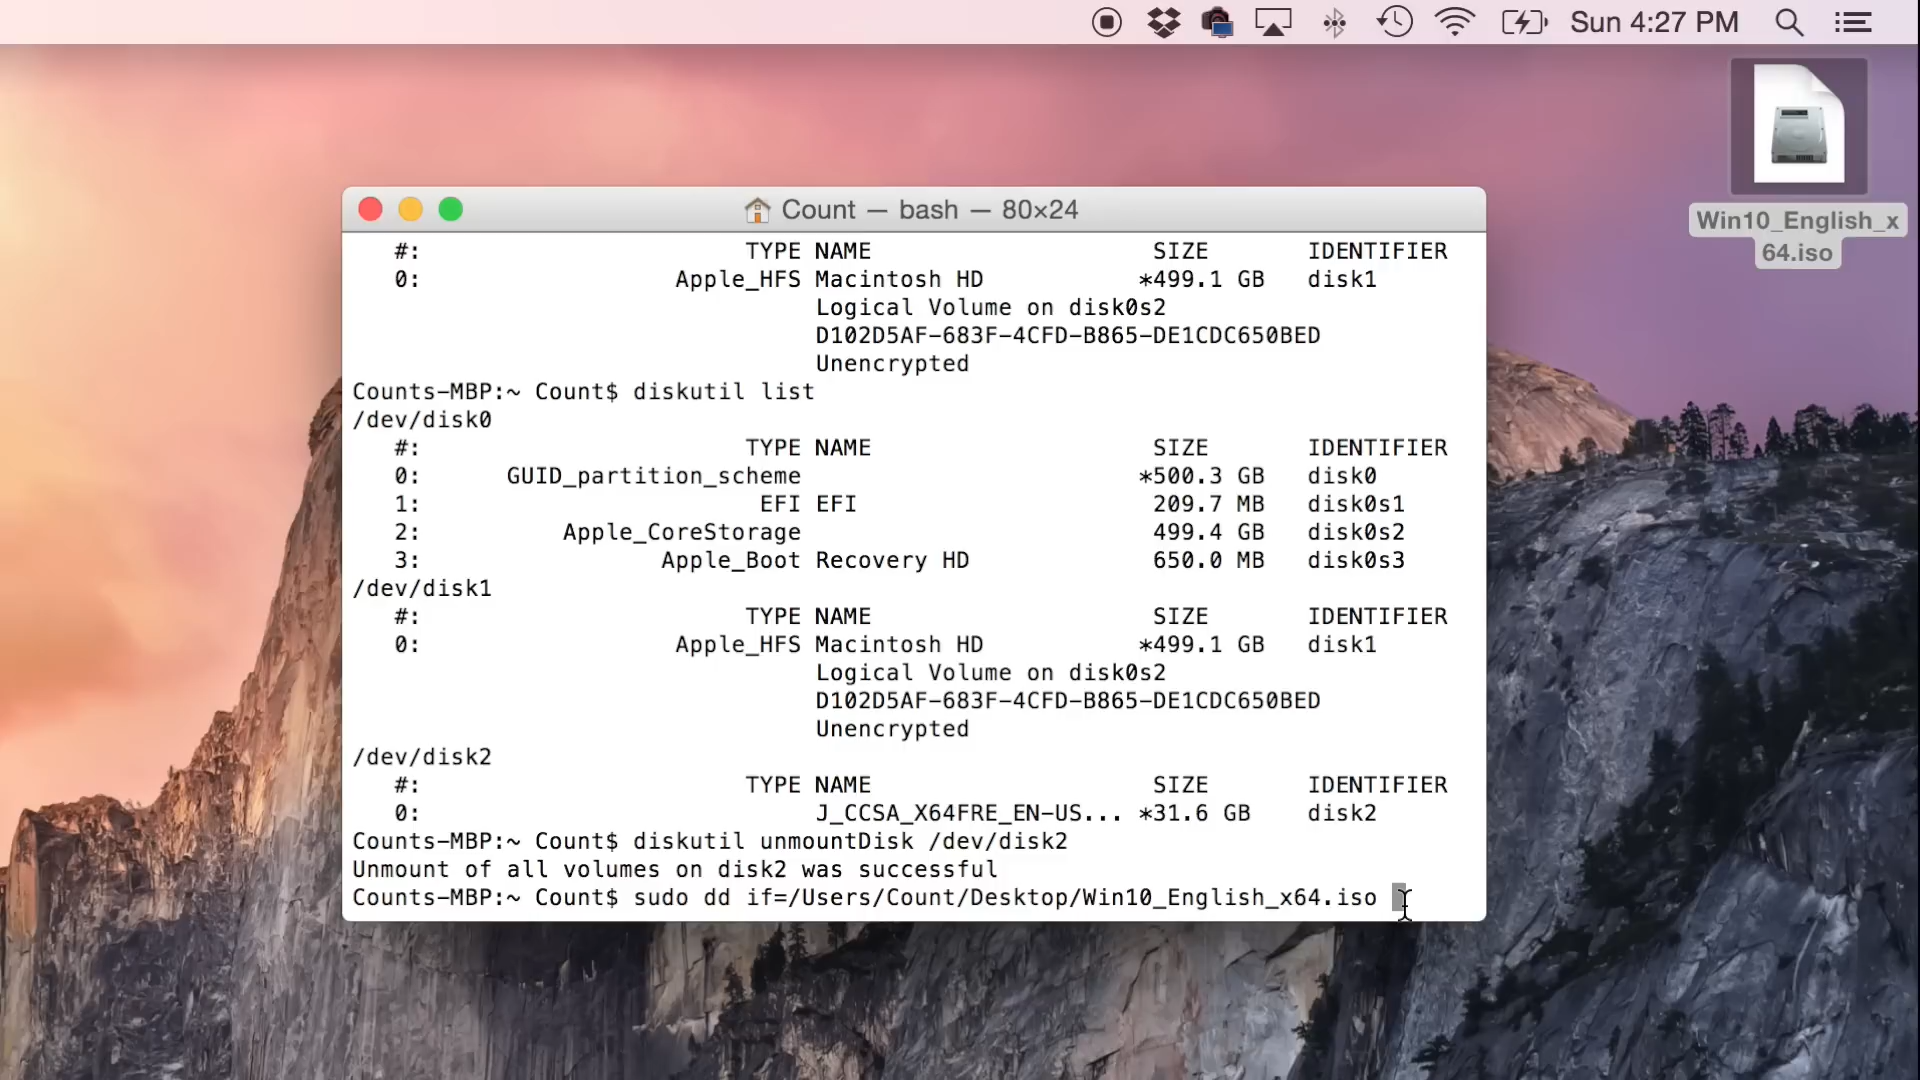 Sun 4:27 PM
Win10_English_x
64.iso
Count — bash — 80×24
#: TYPE NAME SIZE IDENTIFIER
0: Apple_HFS Macintosh HD *499.1 GB disk1
Logical Volume on disk0s2
D102D5AF-683F-4CFD-B865-DE1CDC650BED
Unencrypted
Counts-MBP:~ Count$ diskutil list
/dev/disk0
#: TYPE NAME SIZE IDENTIFIER
0: GUID_partition_scheme *500.3 GB disk0
1: EFI EFI 209.7 MB disk0s1
2: Apple_CoreStorage 499.4 GB disk0s2
3: Apple_Boot Recovery HD 650.0 MB disk0s3
/dev/disk1
#: TYPE NAME SIZE IDENTIFIER
0: Apple_HFS Macintosh HD *499.1 GB disk1
Logical Volume on disk0s2
D102D5AF-683F-4CFD-B865-DE1CDC650BED
Unencrypted
/dev/disk2
#: TYPE NAME SIZE IDENTIFIER
0: J_CCSA_X64FRE_EN-US... *31.6 GB disk2
Counts-MBP:~ Count$ diskutil unmountDisk /dev/disk2
Unmount of all volumes on disk2 was successful
Counts-MBP:~ Count$ sudo dd if=/Users/Count/Desktop/Win10_English_x64.iso